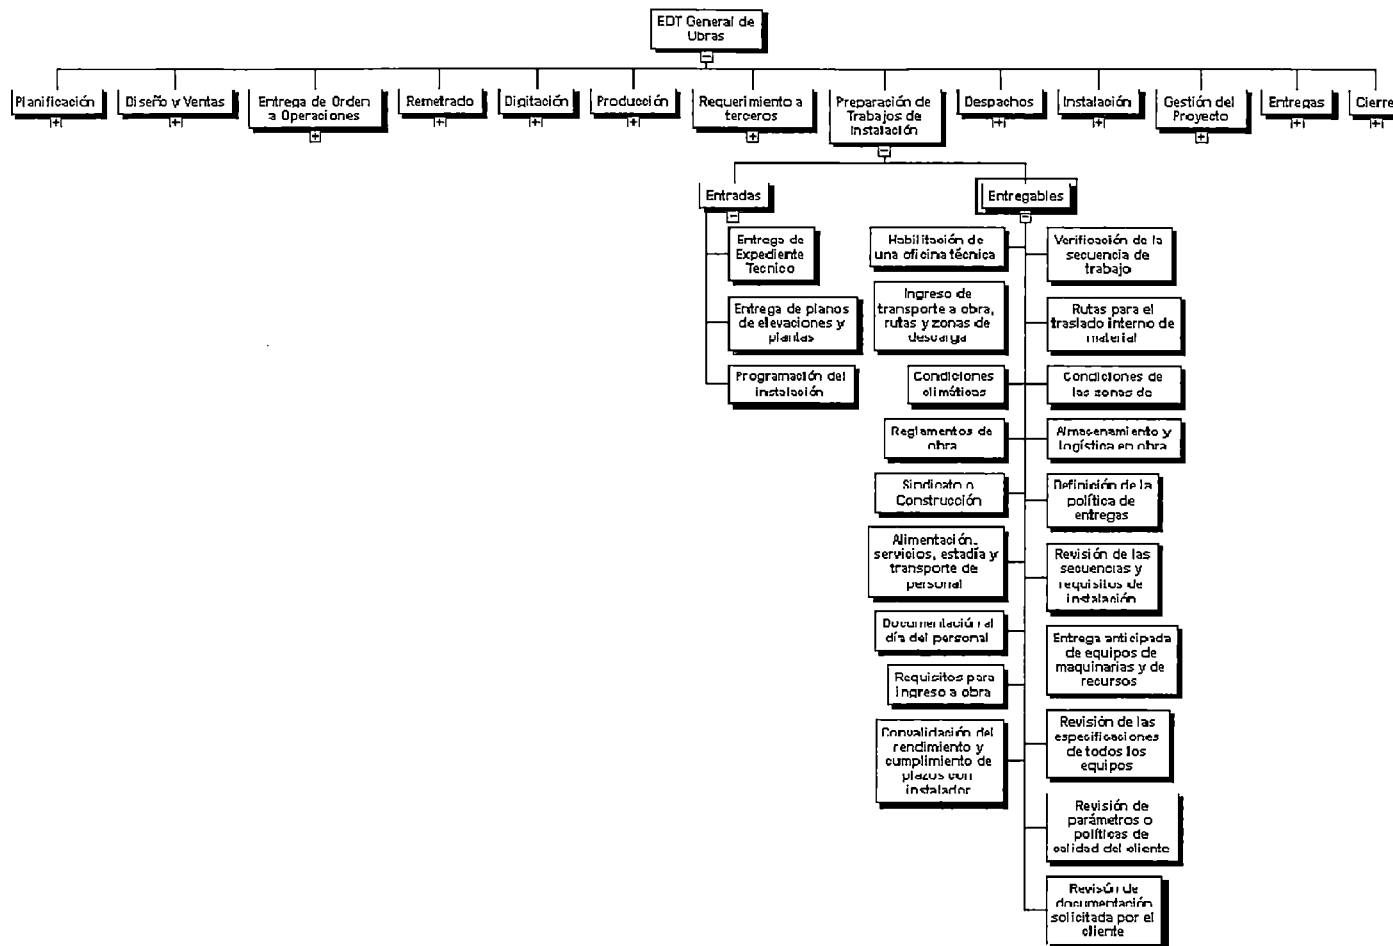 EDT General de
Obras
Planificación
Diseño y Ventas
Entrega de Orden
a Operaciones
Remetrado
Digitación
Producción
Requerimiento a
terceros
Preparación de
Trabajos de
Instalación
Despachos
Instalación
Gestión del
Proyecto
Entregas
Cierre
Entradas
Entrega de
Expediente
Tecnico
Entrega de planos
de elevaciones y
plantas
Programación del
instalación
Entregables
Habilitación de
una oficina técnica
Ingreso de
transporte a obra,
rutas y zonas de
descarga
Condiciones
climáticas
Reglamentos de
obra
Sindicato o
Construcción
Alimentación,
servicios, estadía y
transporte de
personal
Documentación al
día del personal
Requisitos para
ingreso a obra
Convalidación del
rendimiento y
cumplimiento de
plazos con
instalador
Verificación de la
secuencia de
trabajo
Rutas para el
traslado interno de
material
Condiciones de
las zonas de
Almacenamiento y
logística en obra
Definición de la
política de
entregas
Revisión de las
secuencias y
requisitos de
instalación
Entrega anticipada
de equipos de
maquinarias y de
recursos
Revisión de las
especificaciones
de todos los
equipos
Revisión de
parámetros o
políticas de
calidad del cliente
Revisón de
documentación
solicitada por el
cliente